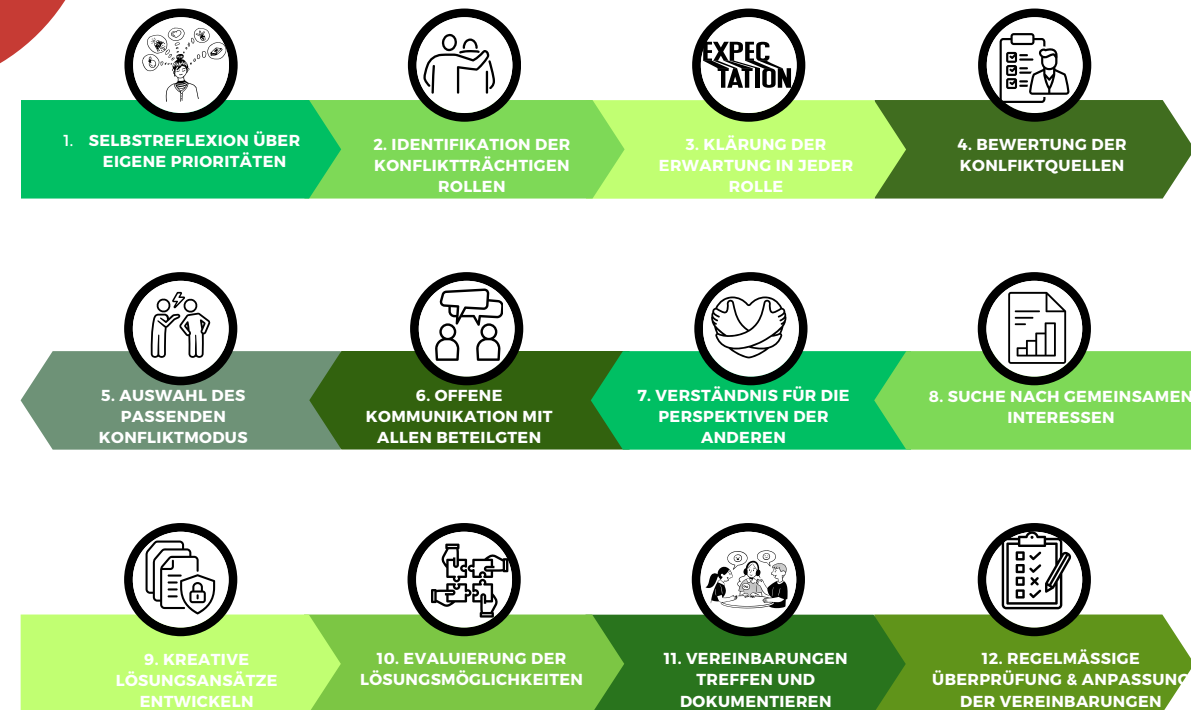 EXPEC
TATION
1. SELBSTREFLEXION ÜBER
EIGENE PRIORITÄTEN
2. IDENTIFIKATION DER
KONFLIKTTRÄCHTIGEN
ROLLEN
3. KLÄRUNG DER
ERWARTUNG IN JEDER
ROLLE
4. BEWERTUNG DER
KONLFIKTQUELLEN
5. AUSWAHL DES
PASSENDEN
KONFLIKTMODUS
6. OFFENE
KOMMUNIKATION MIT
ALLEN BETEILGTEN
7. VERSTÄNDNIS FÜR DIE
PERSPEKTIVEN DER
ANDEREN
8. SUCHE NACH GEMEINSAMEN
INTERESSEN
9. KREATIVE
LÖSUNGSANSÄTZE
ENTWICKELN
10. EVALUIERUNG DER
LÖSUNGSMÖGLICHKEITEN
11. VEREINBARUNGEN
TREFFEN UND
DOKUMENTIEREN
12. REGELMÄSSIGE
ÜBERPRÜFUNG & ANPASSUNG
DER VEREINBARUNGEN